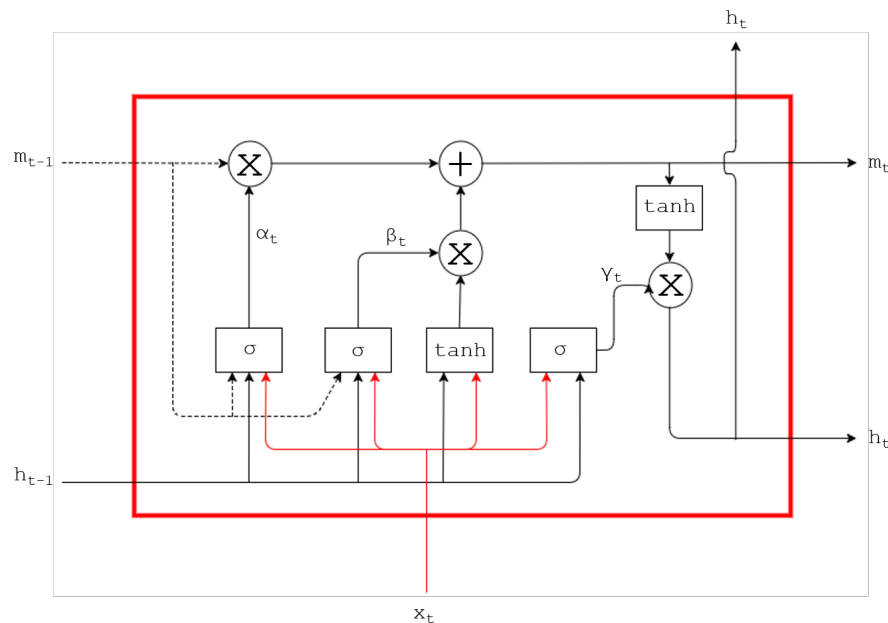 h_t
m_{t-1}
X
+
m_t
tanh
α_t
β_t
X
γ_t
X
σ
σ
tanh
σ
h_t
h_{t-1}
x_t